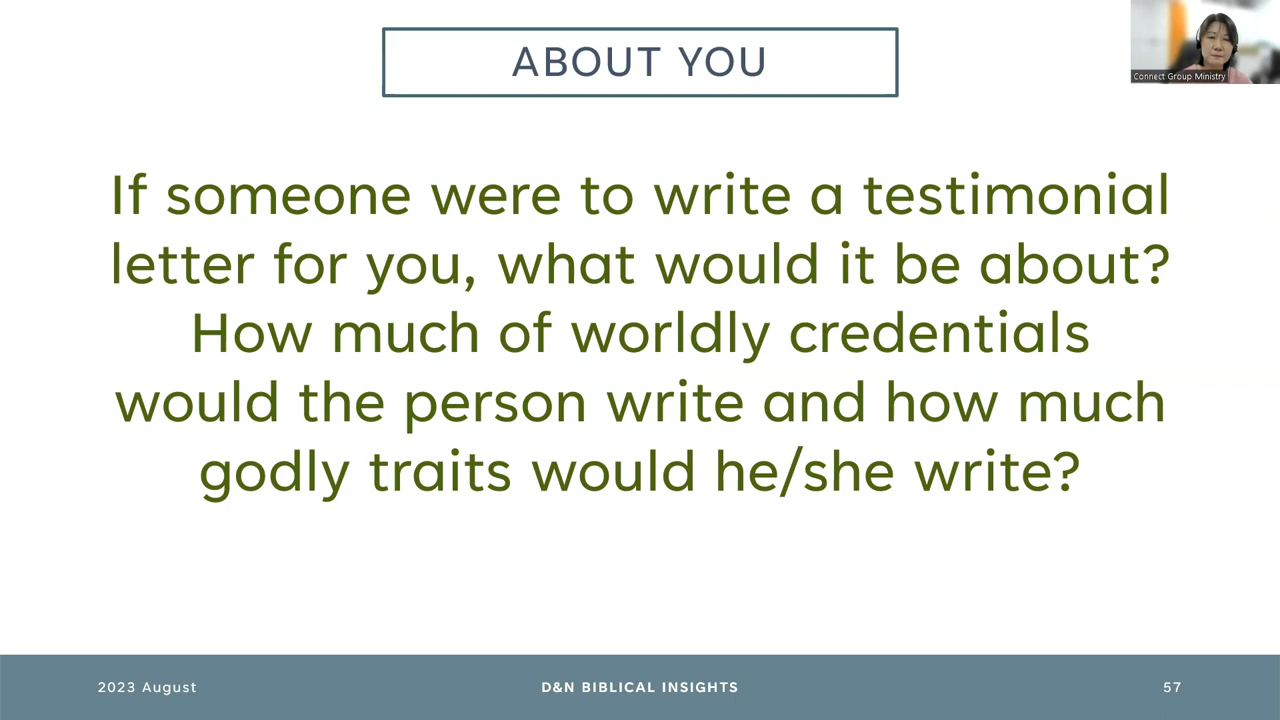 ABOUT YOU
Connect Group Ministry
If someone were to write a testimonial
letter for you, what would it be about?
How much of worldly credentials
would the person write and how much
godly traits would he/she write?
2023 August
D&N BIBLICAL INSIGHTS
57